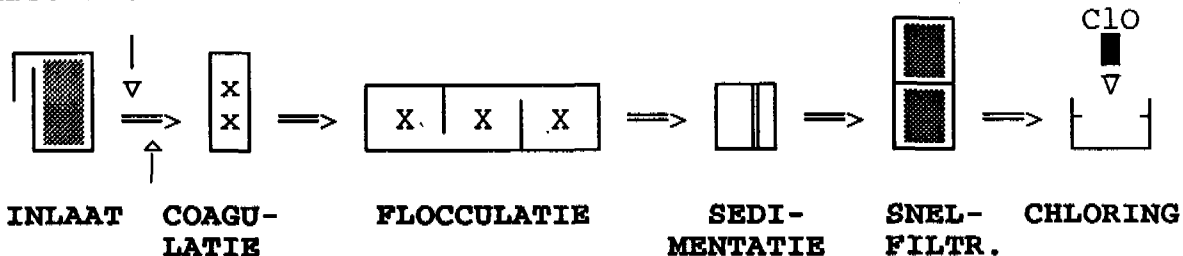 ClO
X
X
X X X
INLAAT COAGU- FLOCCULATIE SEDI- SNEL- CHLORING
LATIE MENTATIE FILTR.